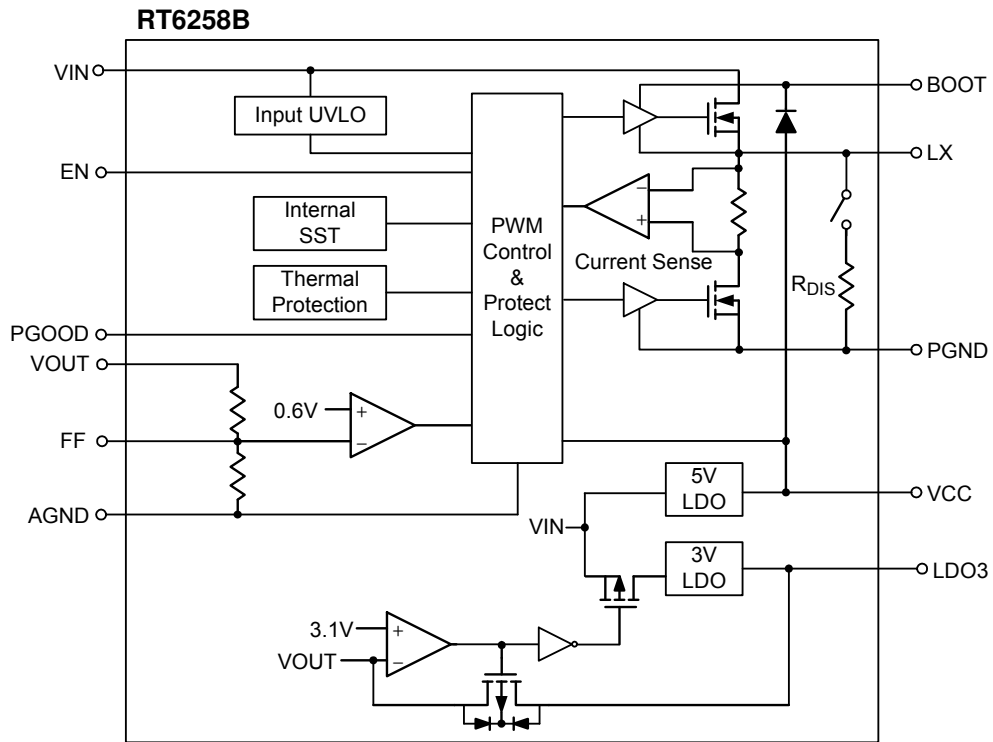 RT6258B
VIN
BOOT
Input UVLO
LX
EN
Internal
SST
PWM
Control
&
Protect
Logic
−
+
Current Sense
Thermal
Protection
RDIS
PGOOD
PGND
VOUT
0.6V
+
−
FF
5V
LDO
VCC
AGND
VIN
3V
LDO
LDO3
3.1V
+
VOUT
−